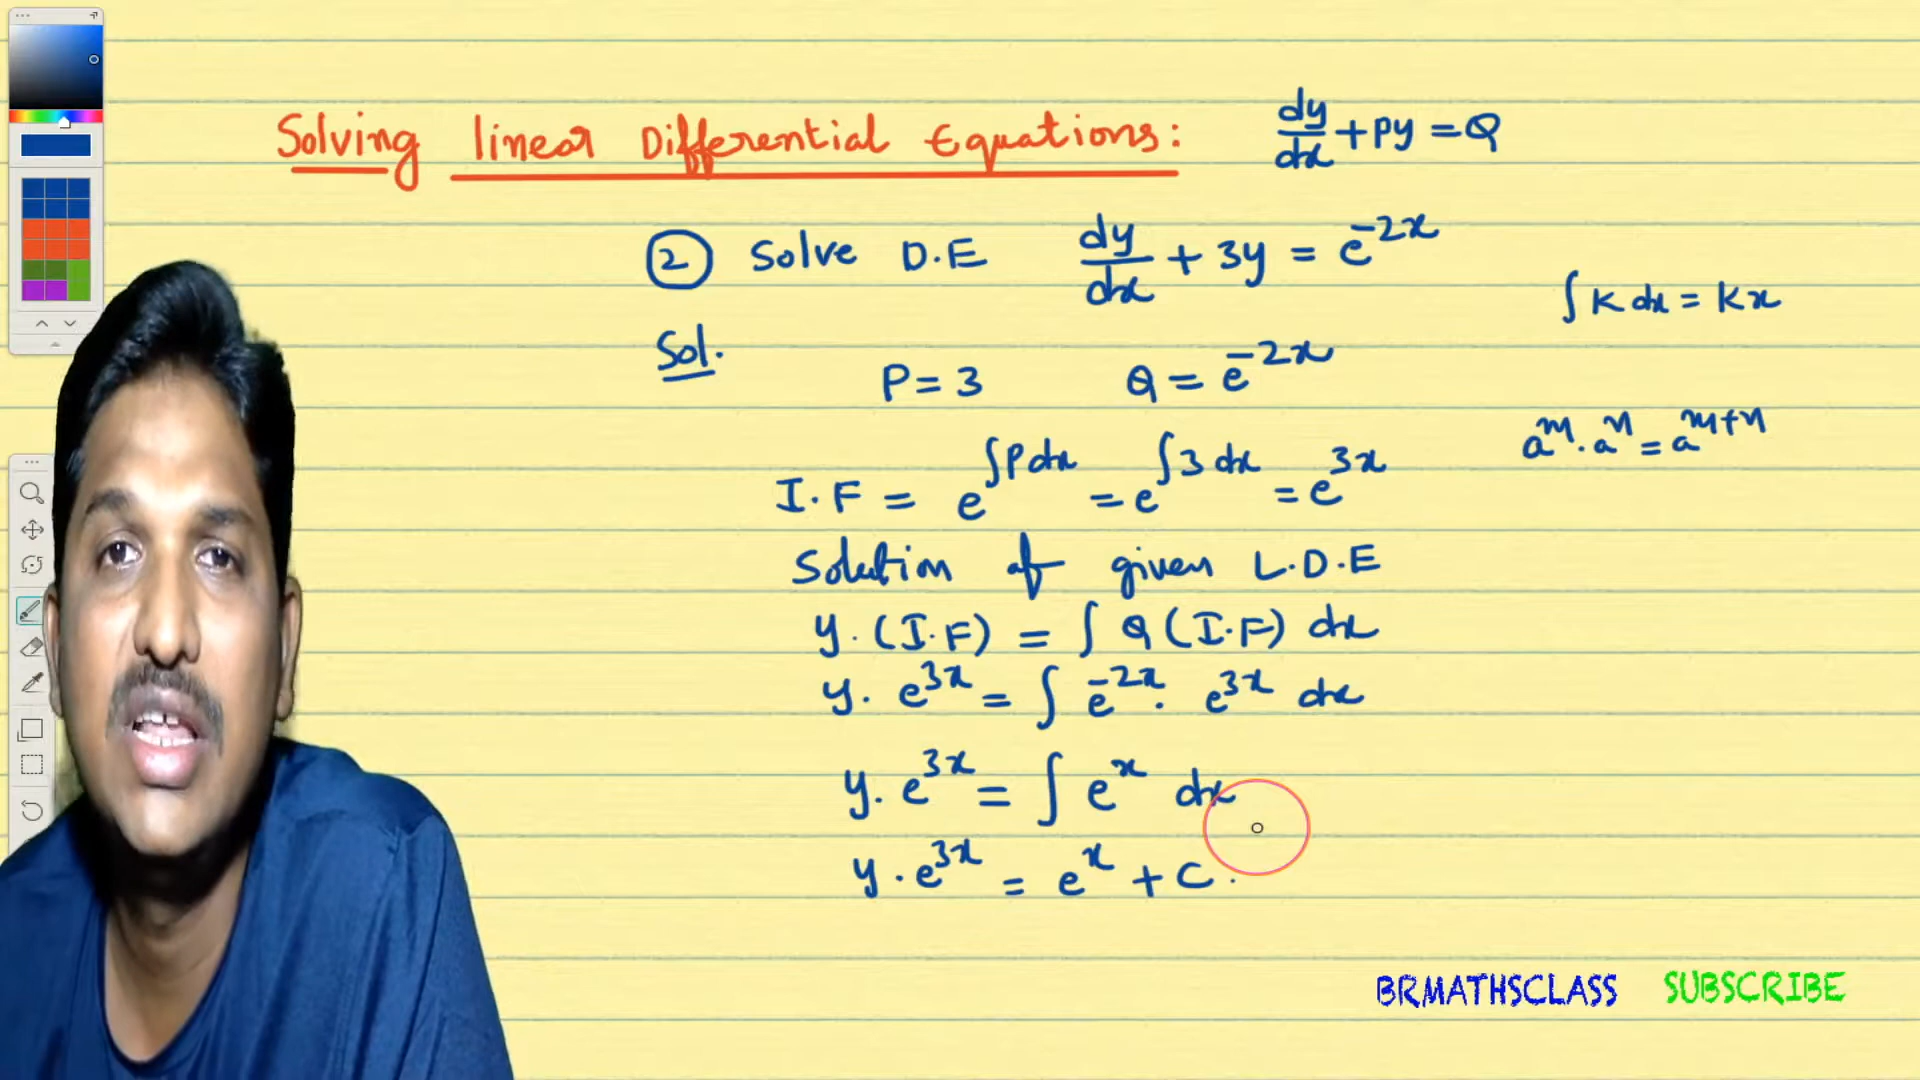 Solving linear Differential Equations: dy/dx + Py = Q
② Solve D.E dy/dx + 3y = e^-2x
∫ K dx = Kx
Sol. P = 3 Q = e^-2x
a^m . a^n = a^m+n
I.F = e^∫Pdx = e^∫3 dx = e^3x
Solution of given L.D.E
y . (I.F) = ∫ Q (I.F) dx
y . e^3x = ∫ e^-2x . e^3x dx
y . e^3x = ∫ e^x dx
y . e^3x = e^x + C .
BRMATHSCLASS SUBSCRIBE